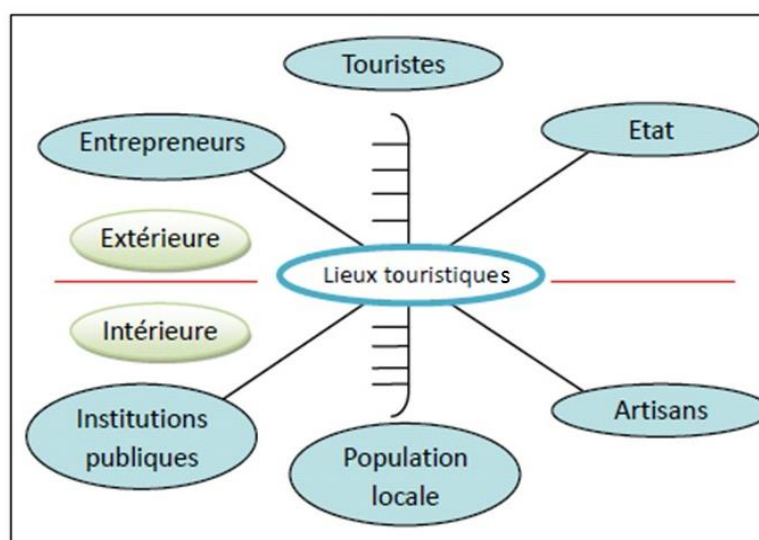 Touristes
Entrepreneurs
Etat
Extérieure
Lieux touristiques
Intérieure
Institutions
publiques
Artisans
Population
locale